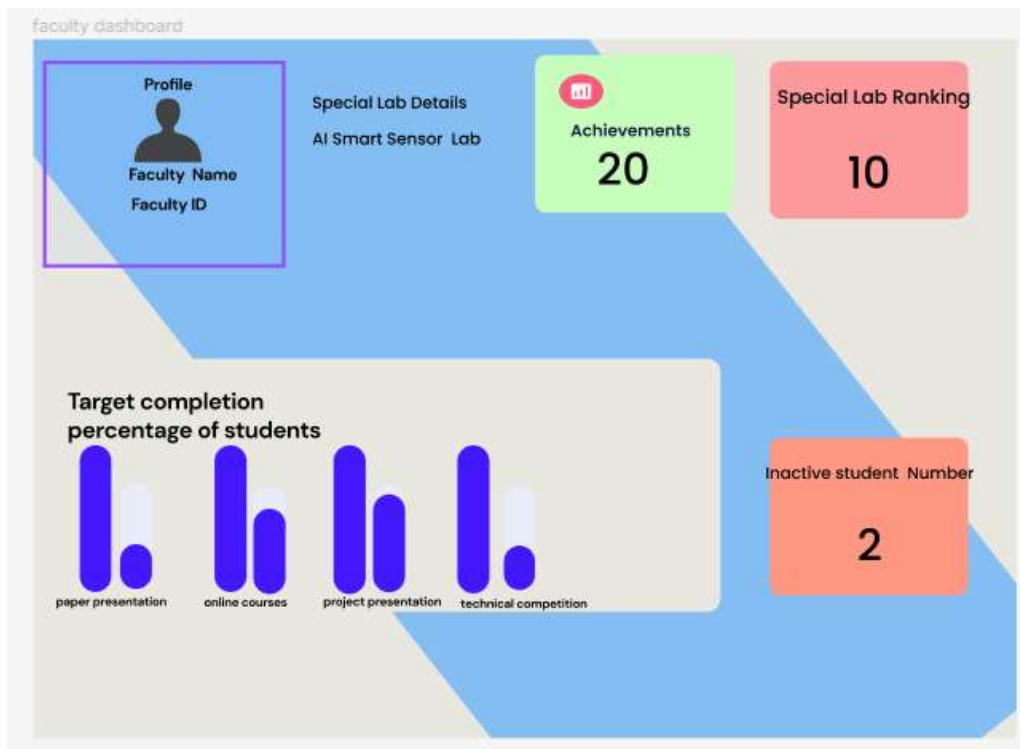 faculty dashboard
Profile
Faculty Name
Faculty ID
Special Lab Details
AI Smart Sensor Lab
Achievements
20
Special Lab Ranking
10
Target completion
percentage of students
paper presentation
online courses
project presentation
technical competition
Inactive student Number
2